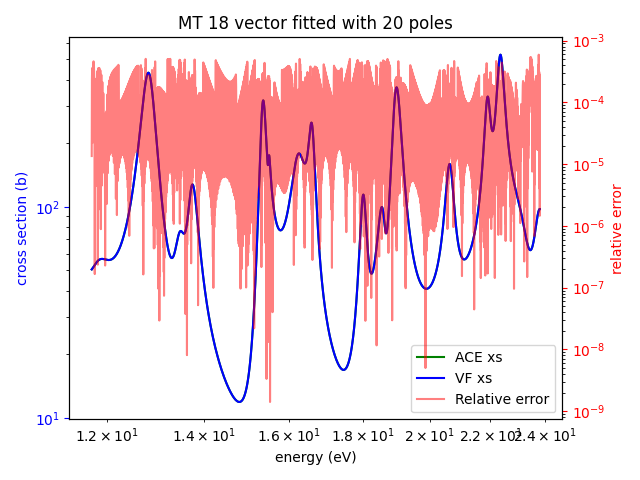 MT 18 vector fitted with 20 poles
cross section (b)
10²
10¹
10⁻³
10⁻⁴
10⁻⁵
10⁻⁶
10⁻⁷
10⁻⁸
10⁻⁹
relative error
ACE xs
VF xs
Relative error
1.2 × 10¹ 1.4 × 10¹ 1.6 × 10¹ 1.8 × 10¹ 2 × 10¹ 2.2 × 10¹ 2.4 × 10¹
energy (eV)